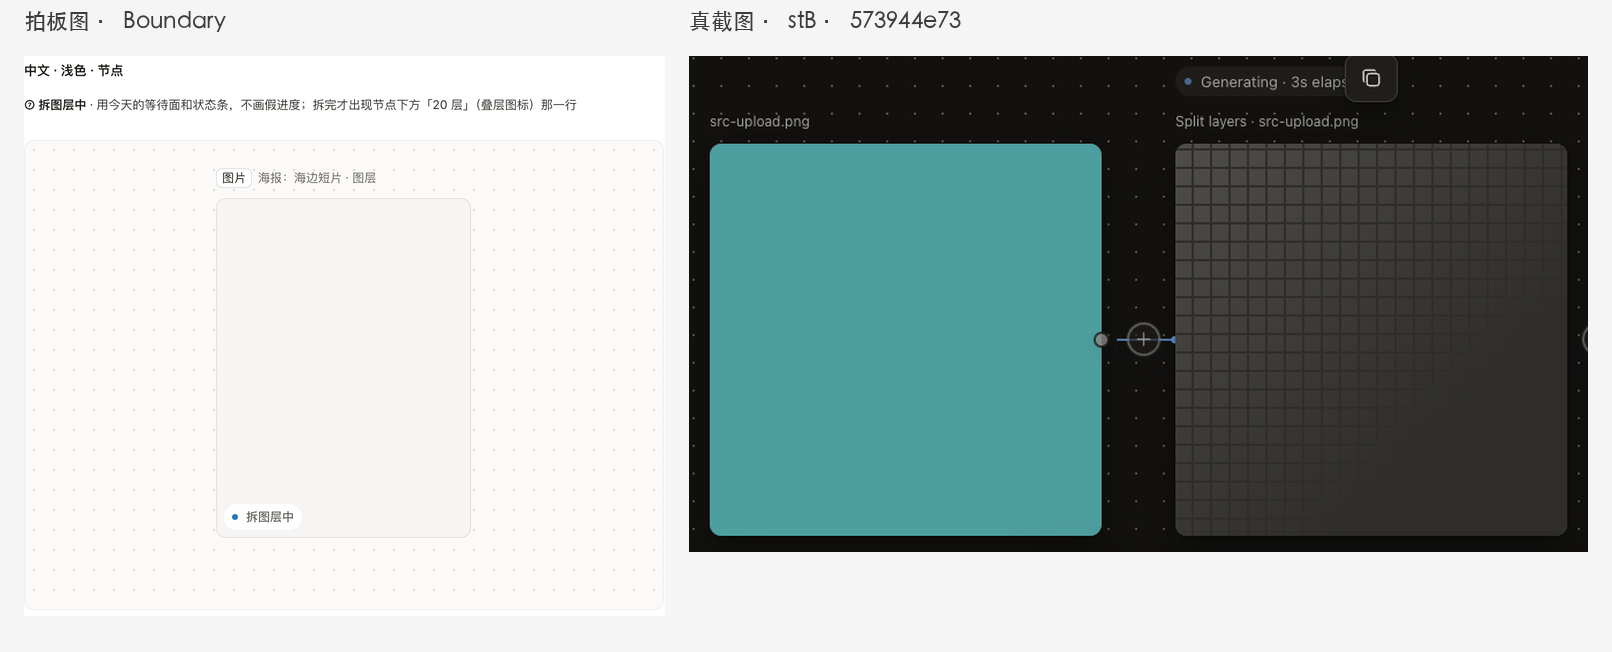 拍板图 · Boundary
中文 · 浅色 · 节点
⑦ 拆图层中 · 用今天的等待面和状态条，不画假进度；拆完才出现节点下方「20 层」（叠层图标）那一行
图片 海报：海边短片 · 图层
拆图层中
真截图 · stB · 573944e73
Generating · 3s elaps
src-upload.png
Split layers · src-upload.png